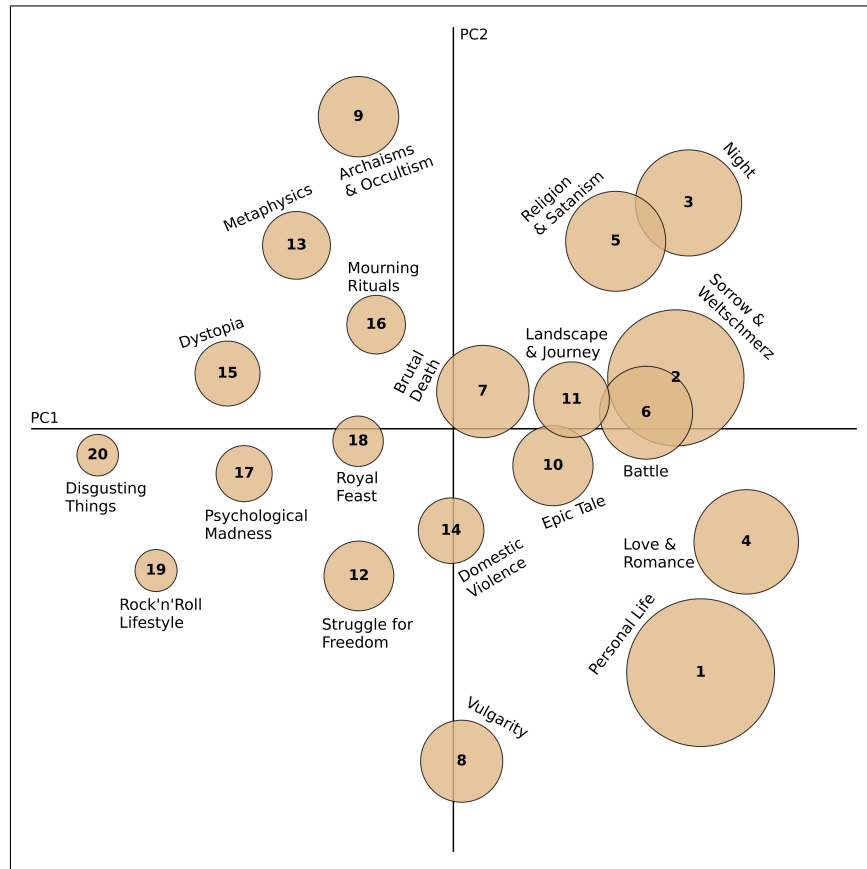 PC2
9
Archaisms
& Occultism
Night
3
Religion
& Satanism
5
Metaphysics
13
Mourning
Rituals
16
Sorrow &
Weltschmerz
2
Dystopia
15
Landscape
& Journey
11
Brutal
Death
7
6
Battle
PC1
18
Royal
Feast
20
Disgusting
Things
17
Psychological
Madness
10
Epic Tale
14
Domestic
Violence
4
Love &
Romance
19
Rock'n'Roll
Lifestyle
12
Struggle for
Freedom
Personal Life
1
Vulgarity
8